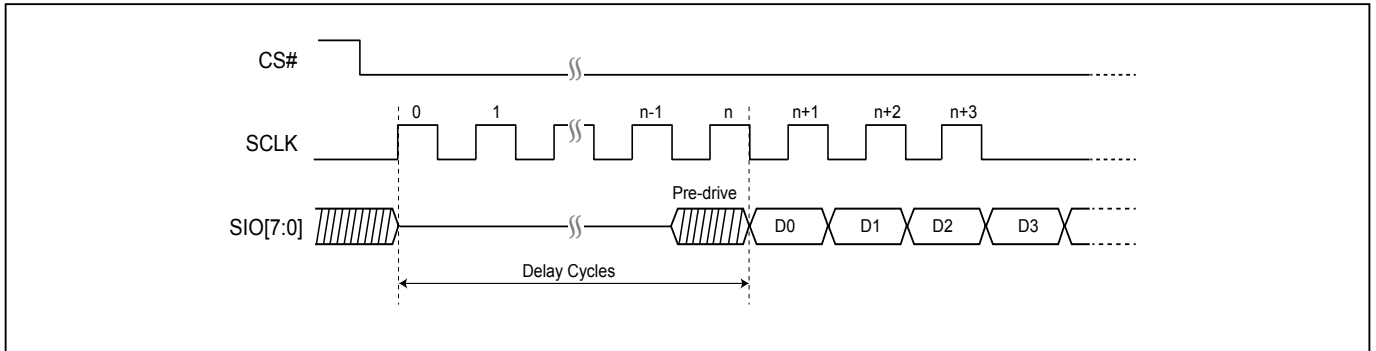 CS#
0 1 n-1 n n+1 n+2 n+3
SCLK
Pre-drive
SIO[7:0] D0 D1 D2 D3
Delay Cycles